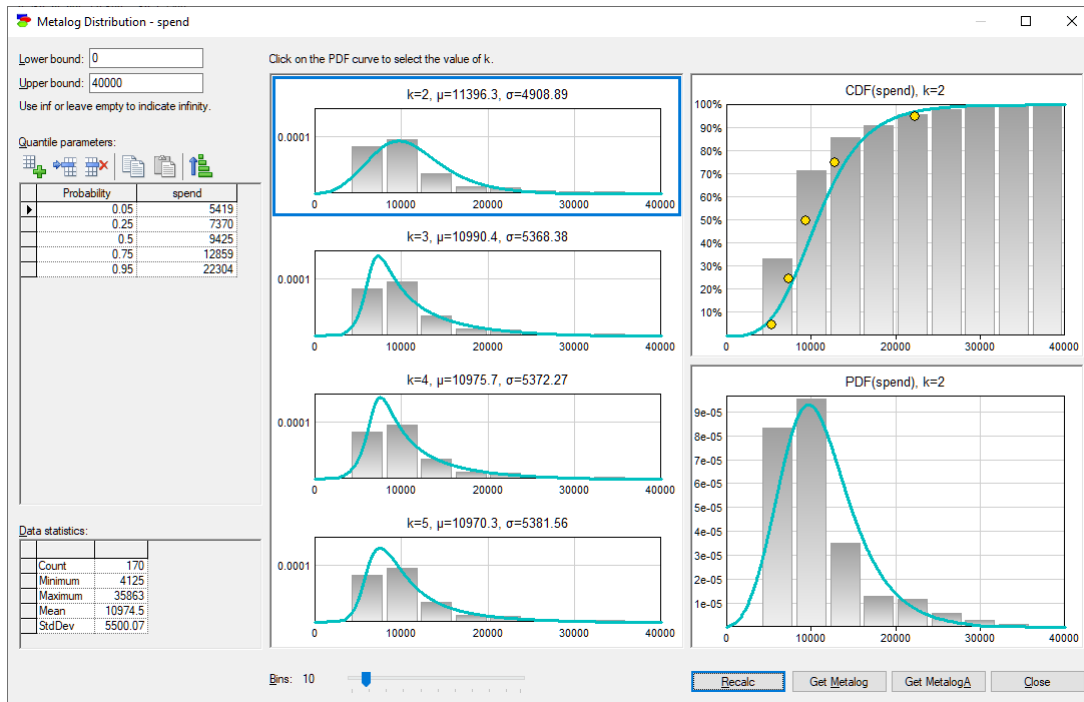 Metalog Distribution - spend
Lower bound: 0
Upper bound: 40000
Use inf or leave empty to indicate infinity.
Quantile parameters:
Probability spend
0.05 5419
0.25 7370
0.5 9425
0.75 12859
0.95 22304
Data statistics:
Count 170
Minimum 4125
Maximum 35863
Mean 10974.5
StdDev 5500.07
Click on the PDF curve to select the value of k.
k=2, μ=11396.3, σ=4908.89
0.0001
0 10000 20000 30000 40000
k=3, μ=10990.4, σ=5368.38
0.0001
0 10000 20000 30000 40000
k=4, μ=10975.7, σ=5372.27
0.0001
0 10000 20000 30000 40000
k=5, μ=10970.3, σ=5381.56
0.0001
0 10000 20000 30000 40000
Bins: 10
CDF(spend), k=2
100%
90%
80%
70%
60%
50%
40%
30%
20%
10%
0 10000 20000 30000 40000
PDF(spend), k=2
9e-05
8e-05
7e-05
6e-05
5e-05
4e-05
3e-05
2e-05
1e-05
0 10000 20000 30000 40000
Recalc Get Metalog Get MetalogA Close